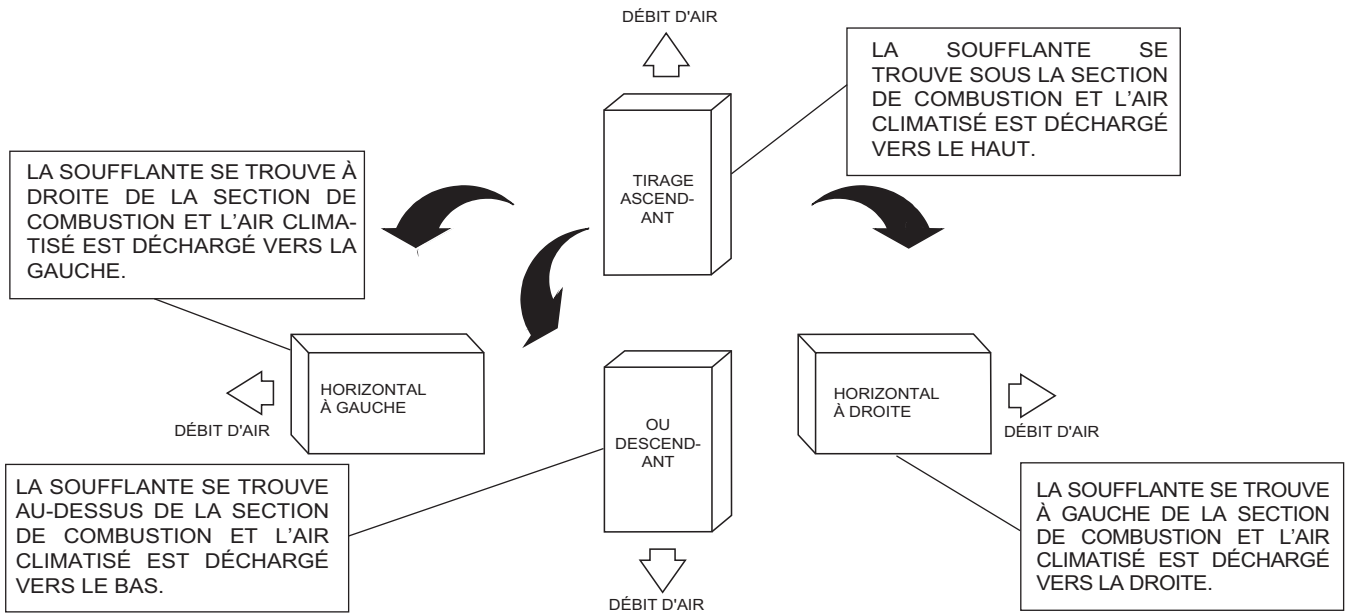 DÉBIT D'AIR
LA SOUFFLANTE SE
TROUVE SOUS LA SECTION
DE COMBUSTION ET L'AIR
CLIMATISÉ EST DÉCHARGÉ
VERS LE HAUT.
LA SOUFFLANTE SE TROUVE À
DROITE DE LA SECTION DE
COMBUSTION ET L'AIR CLIMA-
TISÉ EST DÉCHARGÉ VERS LA
GAUCHE.
TIRAGE
ASCEND-
ANT
HORIZONTAL
À GAUCHE
DÉBIT D'AIR
OU
DESCEND-
ANT
HORIZONTAL
À DROITE
DÉBIT D'AIR
LA SOUFFLANTE SE TROUVE
AU-DESSUS DE LA SECTION
DE COMBUSTION ET L'AIR
CLIMATISÉ EST DÉCHARGÉ
VERS LE BAS.
LA SOUFFLANTE SE TROUVE
À GAUCHE DE LA SECTION
DE COMBUSTION ET L'AIR
CLIMATISÉ EST DÉCHARGÉ
VERS LA DROITE.
DÉBIT D'AIR